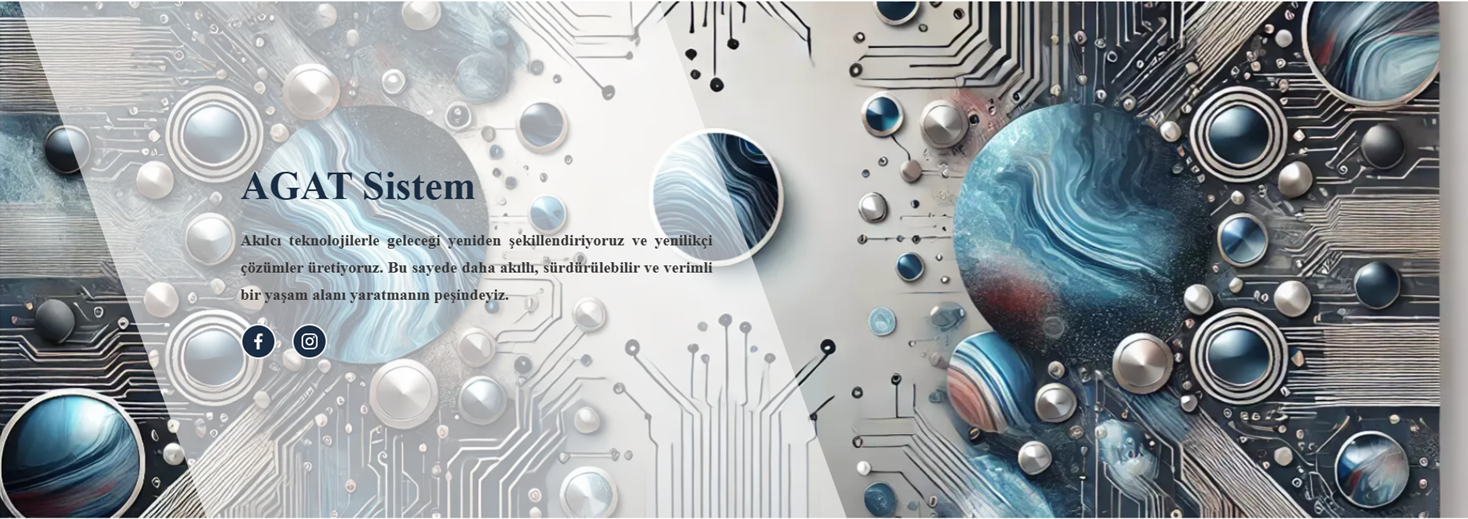 AGAT Sistem
Akılcı teknolojilerle geleceği yeniden şekillendiriyoruz ve yenilikçi
çözümler üretiyoruz. Bu sayede daha akıllı, sürdürülebilir ve verimli
bir yaşam alanı yaratmanın peşindeyiz.